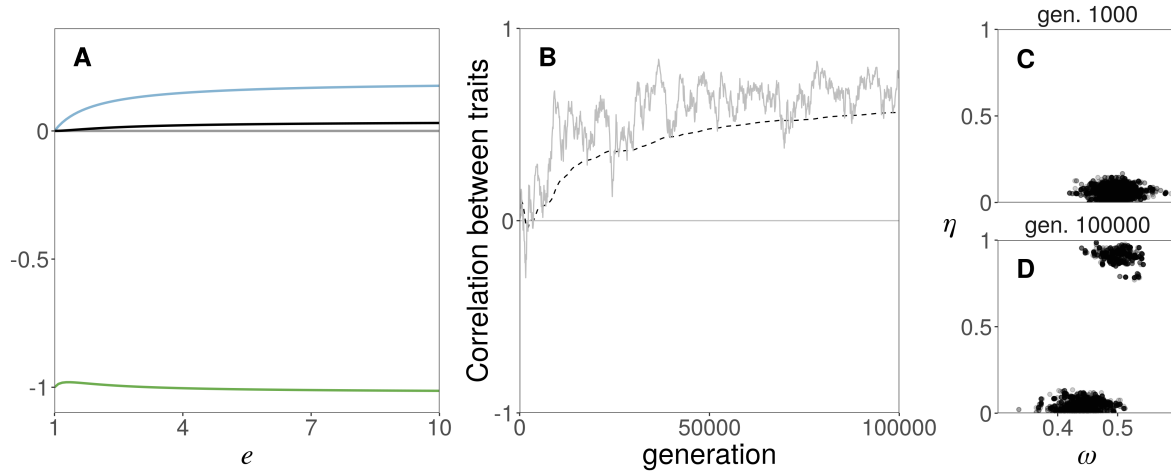 A
0
-0.5
-1
1
4
7
10
e
B
Correlation between traits
1
0
-1
0
50000
100000
generation
gen. 1000
C
1
0.5
0
η
gen. 100000
D
1
0.5
0
0.4
0.5
ω